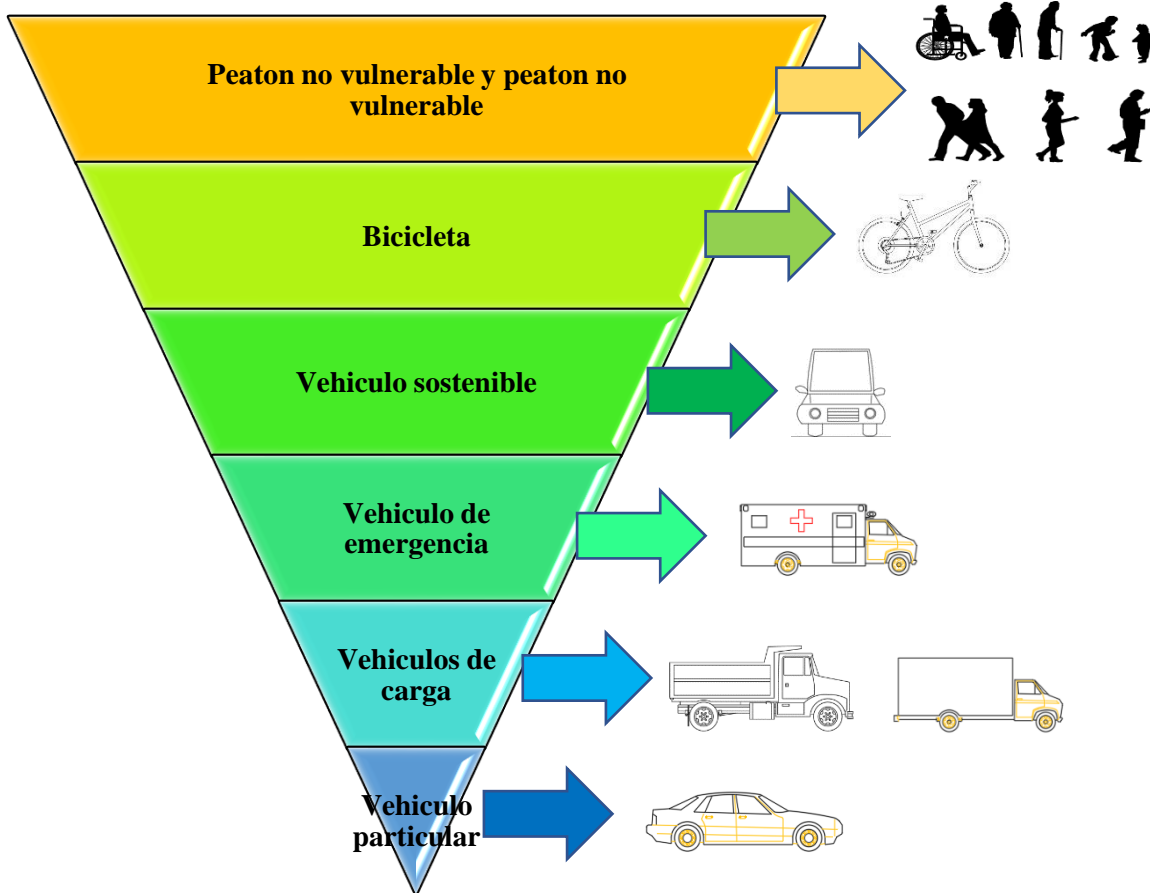 Peaton no vulnerable y peaton no
vulnerable
Bicicleta
Vehiculo sostenible
Vehiculo de
emergencia
Vehiculos de
carga
Vehiculo
particular